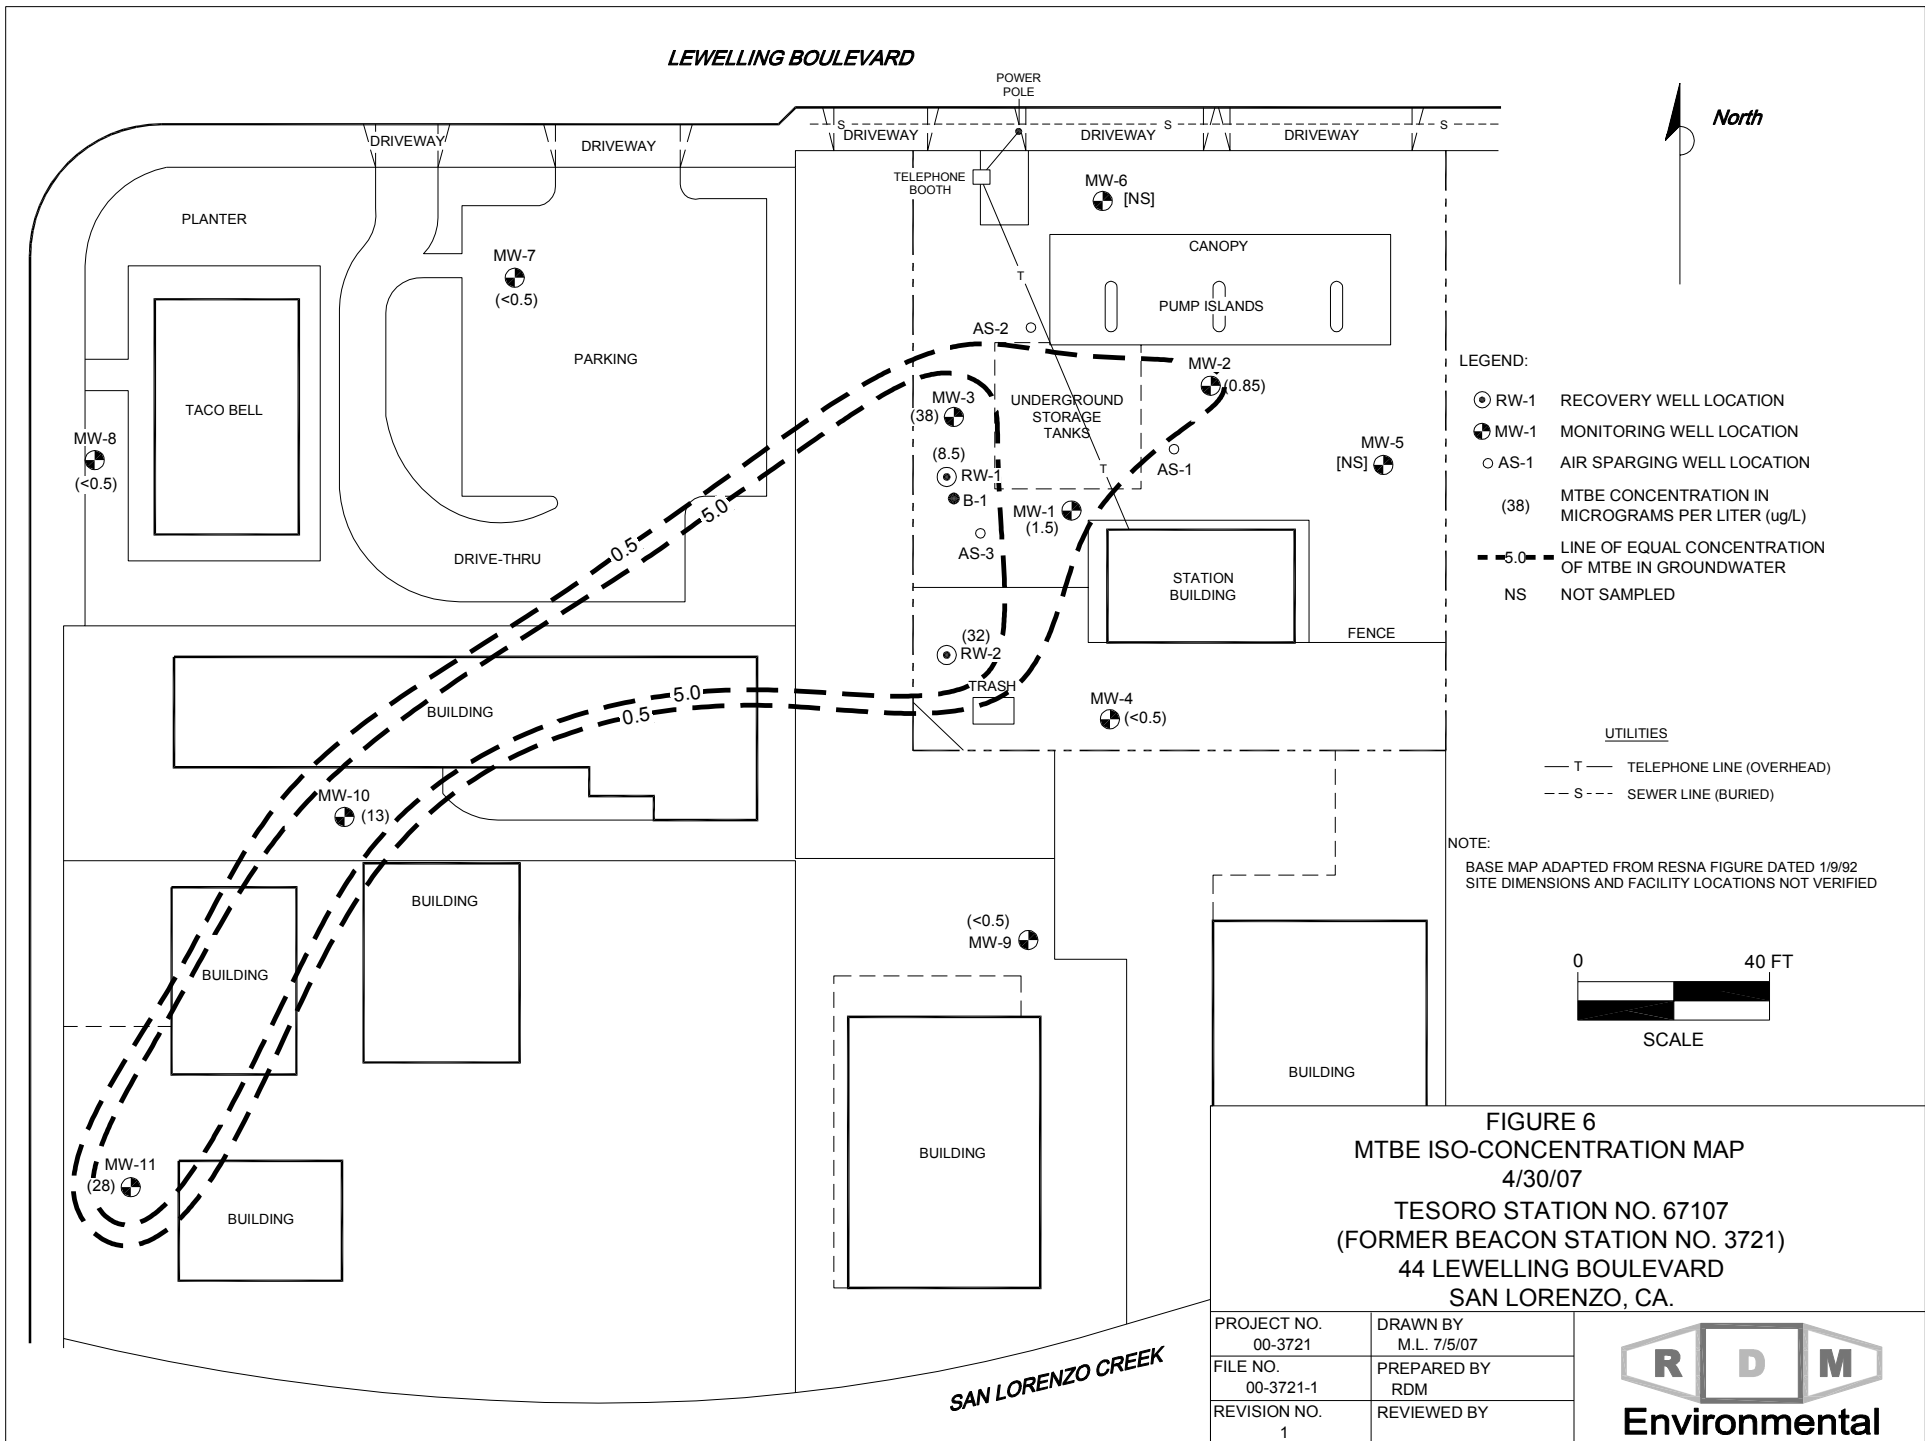 LEWELLING BOULEVARD
POWER
POLE
North
S
S
S
DRIVEWAY
DRIVEWAY
DRIVEWAY
DRIVEWAY
DRIVEWAY
TELEPHONE
BOOTH
MW-6
[NS]
PLANTER
CANOPY
MW-7
(<0.5)
T
PUMP ISLANDS
AS-2
PARKING
MW-2
(0.85)
TACO BELL
MW-3
(38)
UNDERGROUND
STORAGE
TANKS
MW-8
(<0.5)
MW-5
[NS]
(8.5)
RW-1
B-1
T
AS-1
MW-1
(1.5)
AS-3
5.0
0.5
DRIVE-THRU
STATION
BUILDING
FENCE
(32)
RW-2
TRASH
MW-4
(<0.5)
5.0
0.5
BUILDING
MW-10
(13)
BUILDING
BUILDING
(<0.5)
MW-9
BUILDING
BUILDING
MW-11
(28)
BUILDING
SAN LORENZO CREEK
LEGEND:
RW-1 RECOVERY WELL LOCATION
MW-1 MONITORING WELL LOCATION
AS-1 AIR SPARGING WELL LOCATION
(38) MTBE CONCENTRATION IN
MICROGRAMS PER LITER (ug/L)
5.0 LINE OF EQUAL CONCENTRATION
OF MTBE IN GROUNDWATER
NS NOT SAMPLED
UTILITIES
T TELEPHONE LINE (OVERHEAD)
S SEWER LINE (BURIED)
NOTE:
BASE MAP ADAPTED FROM RESNA FIGURE DATED 1/9/92
SITE DIMENSIONS AND FACILITY LOCATIONS NOT VERIFIED
0 40 FT
SCALE
FIGURE 6
MTBE ISO-CONCENTRATION MAP
4/30/07
TESORO STATION NO. 67107
(FORMER BEACON STATION NO. 3721)
44 LEWELLING BOULEVARD
SAN LORENZO, CA.
PROJECT NO.
00-3721
DRAWN BY
M.L. 7/5/07
FILE NO.
00-3721-1
PREPARED BY
RDM
REVISION NO.
1
REVIEWED BY
R D M
Environmental